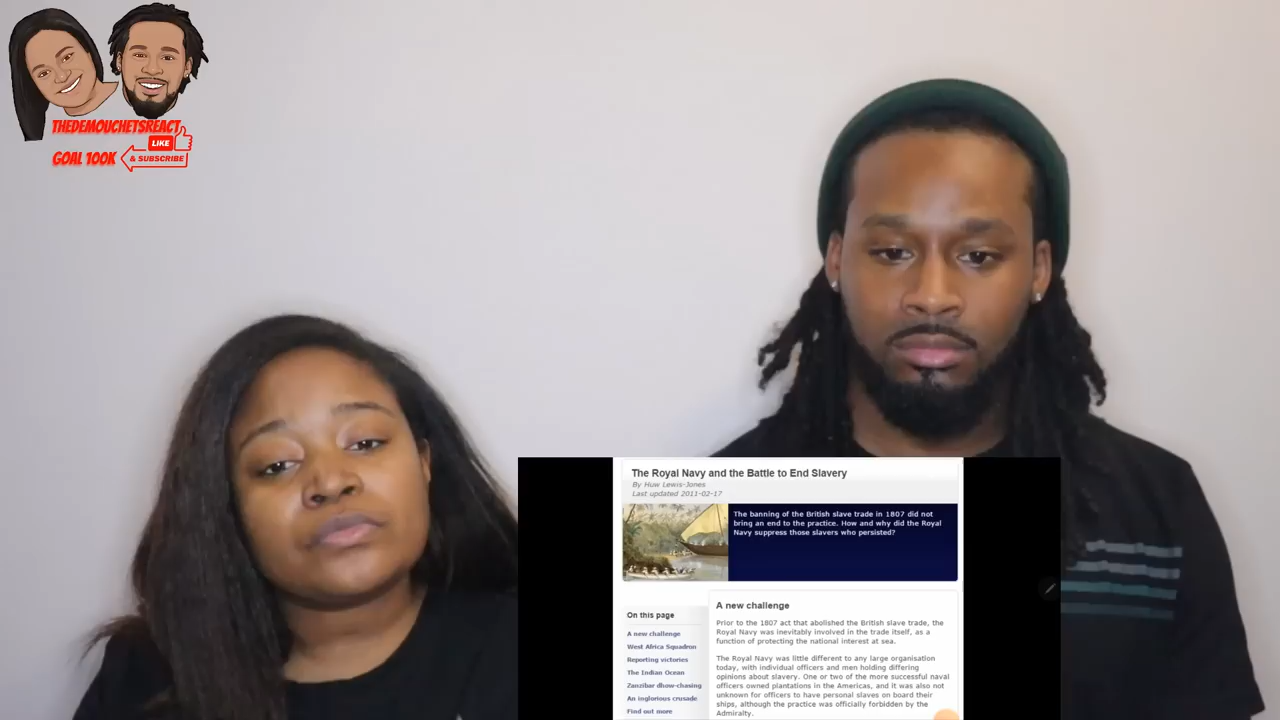 THEDEMOUCHETSREACT
LIKE
GOAL 100K
& SUBSCRIBE
The Royal Navy and the Battle to End Slavery
By Huw Lewis-Jones
Last updated 2011-02-17
The banning of the British slave trade in 1807 did not
bring an end to the practice. How and why did the Royal
Navy suppress those slavers who persisted?
On this page
A new challenge
West Africa Squadron
Reporting victories
The Indian Ocean
Zanzibar dhow-chasing
An inglorious crusade
Find out more
A new challenge
Prior to the 1807 act that abolished the British slave trade, the
Royal Navy was inevitably involved in the trade itself, as a
function of protecting the national interest at sea.
The Royal Navy was little different to any large organisation
today, with individual officers and men holding differing
opinions about slavery. One or two of the more successful naval
officers owned plantations in the Americas, and it was also not
unknown for officers to have personal slaves on board their
ships, although the practice was officially forbidden by the
Admiralty.